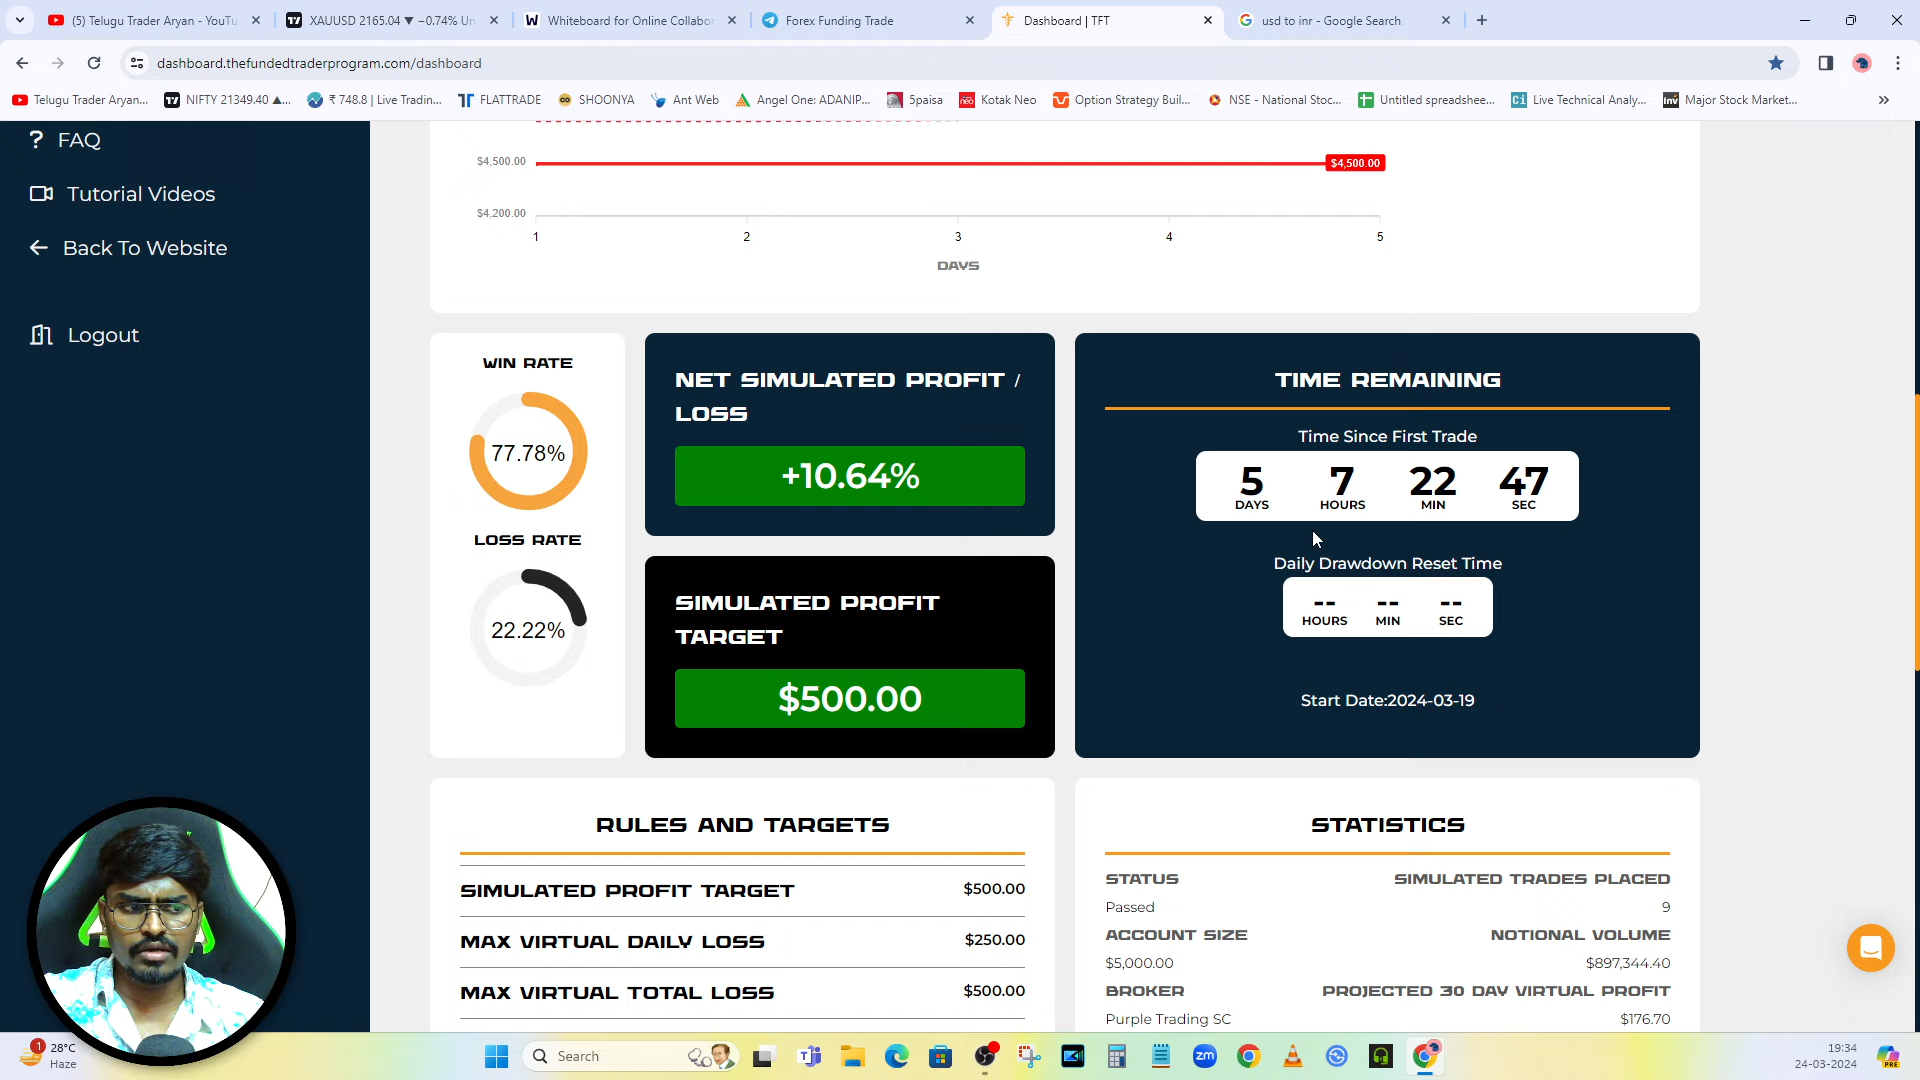 (5) Telugu Trader Aryan - YouTu
XAUUSD 2165.04 ▼ −0.74% Un
Whiteboard for Online Collabo
Forex Funding Trade
Dashboard | TFT
usd to inr - Google Search
dashboard.thefundedtraderprogram.com/dashboard
Telugu Trader Aryan...
NIFTY 21349.40 ▲...
₹ 748.8 | Live Tradin...
FLATTRADE
SHOONYA
Ant Web
Angel One: ADANIP...
5paisa
Kotak Neo
Option Strategy Buil...
NSE - National Stoc...
Untitled spreadshee...
Live Technical Analy...
Major Stock Market...
FAQ
Tutorial Videos
Back To Website
Logout
$4,500.00
$4,500.00
$4,200.00
1 2 3 4 5
DAYS
WIN RATE
77.78%
LOSS RATE
22.22%
NET SIMULATED PROFIT /
LOSS
+10.64%
SIMULATED PROFIT
TARGET
$500.00
TIME REMAINING
Time Since First Trade
5 7 22 47
DAYS HOURS MIN SEC
Daily Drawdown Reset Time
-- -- --
HOURS MIN SEC
Start Date:2024-03-19
RULES AND TARGETS
SIMULATED PROFIT TARGET $500.00
MAX VIRTUAL DAILY LOSS $250.00
MAX VIRTUAL TOTAL LOSS $500.00
STATISTICS
STATUS SIMULATED TRADES PLACED
Passed 9
ACCOUNT SIZE NOTIONAL VOLUME
$5,000.00 $897,344.40
BROKER PROJECTED 30 DAY VIRTUAL PROFIT
Purple Trading SC $176.70
1
28°C
Haze
Search
zm
19:34
24-03-2024
PRE